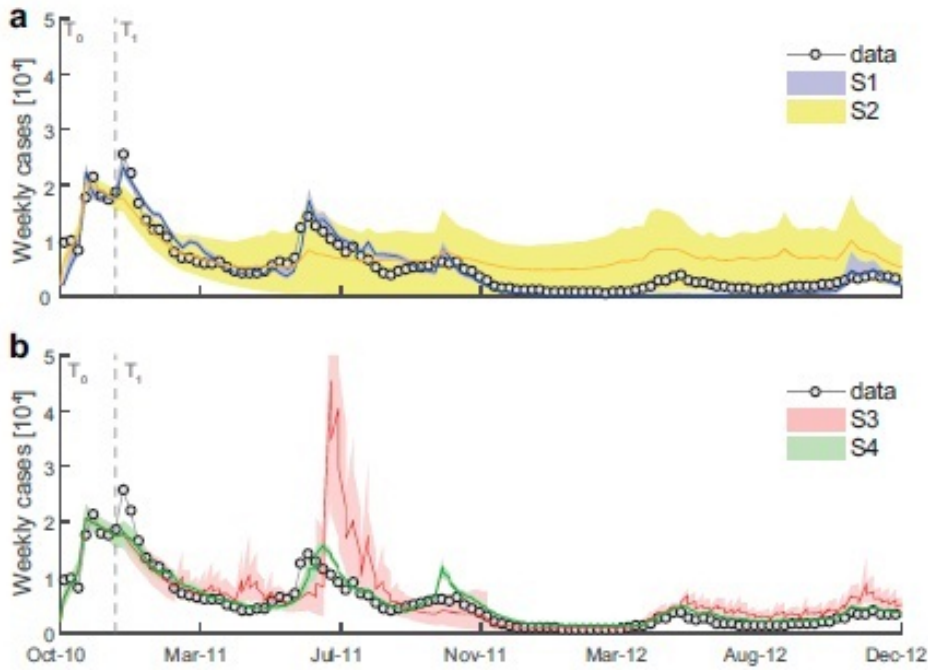 a
T₀ T₁
Weekly cases [10⁴]
5
4
3
2
1
0
data
S1
S2
b
T₀ T₁
Weekly cases [10⁴]
5
4
3
2
1
0
data
S3
S4
Oct-10 Mar-11 Jul-11 Nov-11 Mar-12 Aug-12 Dec-12